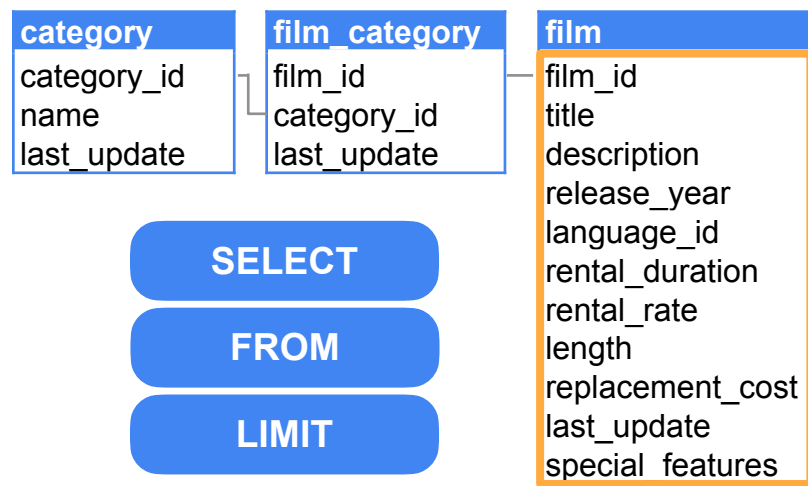 category
category_id
name
last_update
film_category
film_id
category_id
last_update
film
film_id
title
description
release_year
language_id
rental_duration
rental_rate
length
replacement_cost
last_update
special_features
SELECT
FROM
LIMIT